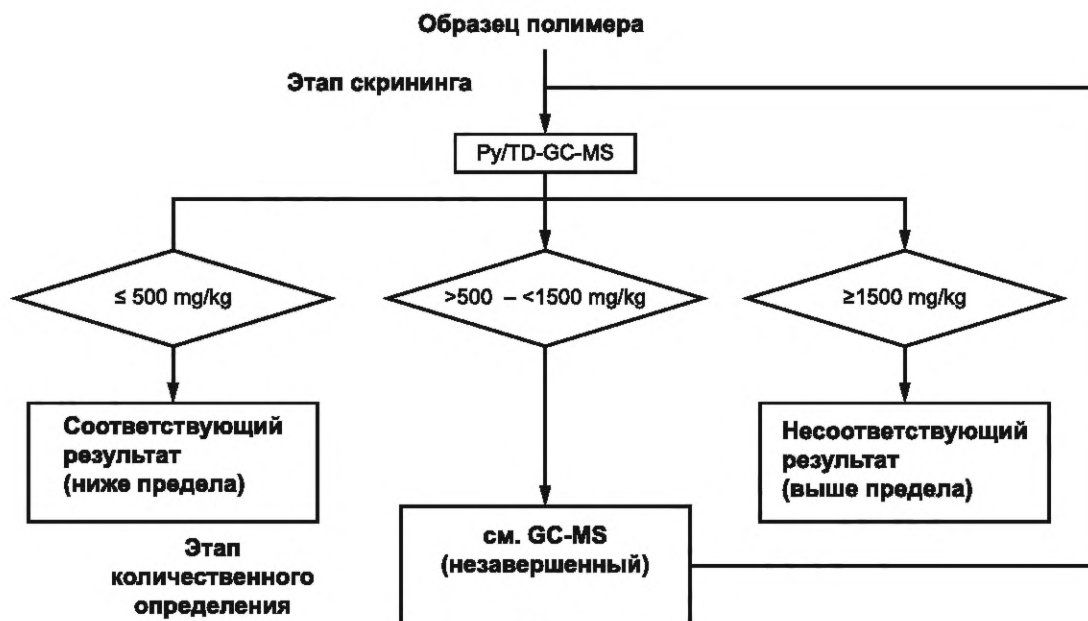 Образец полимера
Этап скрининга
Py/TD-GC-MS
≤ 500 mg/kg
>500 – <1500 mg/kg
≥1500 mg/kg
Соответствующий
результат
(ниже предела)
Несоответствующий
результат
(выше предела)
Этап
количественного
определения
см. GC-MS
(незавершенный)